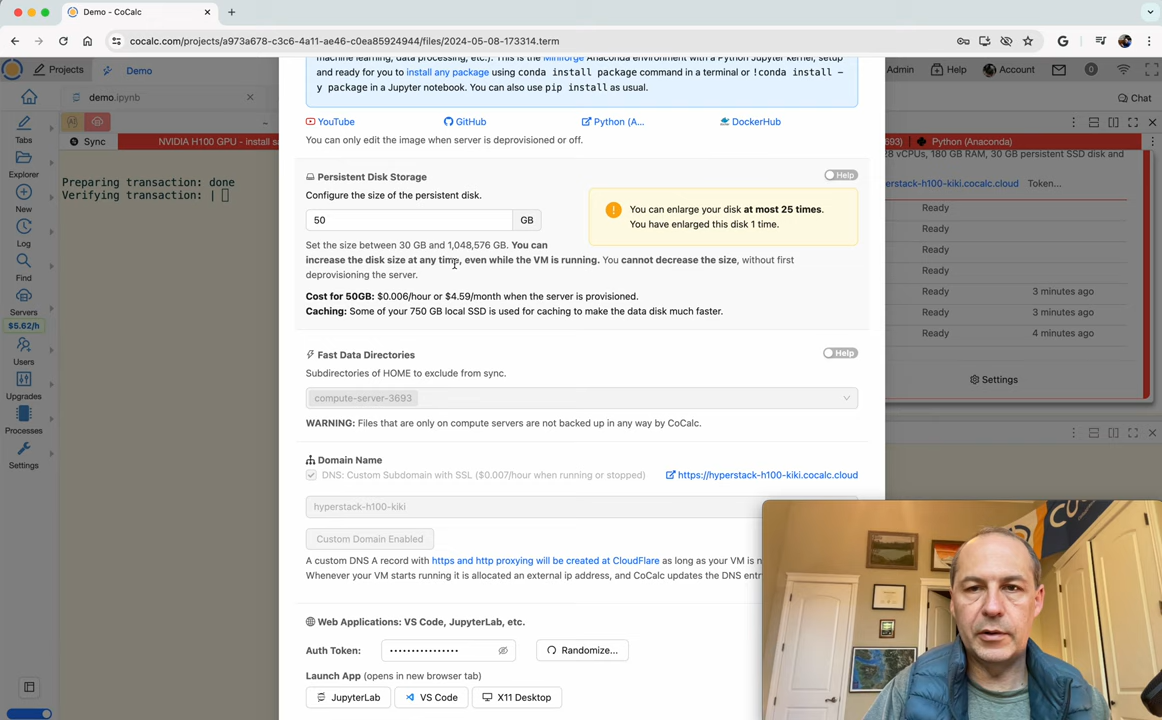 Demo - CoCalc
cocalc.com/projects/a973a678-c3c6-4a11-ae46-c0ea85924944/files/2024-05-08-173314.term
Projects
Demo
Admin
Help
Account
0
demo.ipynb
Chat
Sync
NVIDIA H100 GPU - install s
Python (Anaconda)
Preparing transaction: done
Verifying transaction: |
Tabs
Explorer
New
Log
Find
Servers
$5.62/h
Users
Upgrades
Processes
Settings
machine learning, data processing, etc.). This is the Miniforge Anaconda environment with a Python Jupyter kernel, setup
and ready for you to install any package using conda install package command in a terminal or !conda install –
y package in a Jupyter notebook. You can also use pip install as usual.
YouTube
GitHub
Python (A...
DockerHub
You can only edit the image when server is deprovisioned or off.
Persistent Disk Storage
Help
Configure the size of the persistent disk.
50
GB
You can enlarge your disk at most 25 times.
You have enlarged this disk 1 time.
Set the size between 30 GB and 1,048,576 GB. You can
increase the disk size at any time, even while the VM is running. You cannot decrease the size, without first
deprovisioning the server.
Cost for 50GB: $0.006/hour or $4.59/month when the server is provisioned.
Caching: Some of your 750 GB local SSD is used for caching to make the data disk much faster.
Fast Data Directories
Help
Subdirectories of HOME to exclude from sync.
compute-server-3693
WARNING: Files that are only on compute servers are not backed up in any way by CoCalc.
Domain Name
DNS: Custom Subdomain with SSL ($0.007/hour when running or stopped)
https://hyperstack-h100-kiki.cocalc.cloud
hyperstack-h100-kiki
Custom Domain Enabled
A custom DNS A record with https and http proxying will be created at CloudFlare as long as your VM is n
Whenever your VM starts running it is allocated an external ip address, and CoCalc updates the DNS entr
Web Applications: VS Code, JupyterLab, etc.
Auth Token:
Randomize...
Launch App (opens in new browser tab)
JupyterLab
VS Code
X11 Desktop
8 vCPUs, 180 GB RAM, 30 GB persistent SSD disk and
erstack-h100-kiki.cocalc.cloud
Token...
Ready
Ready
Ready
Ready
Ready 3 minutes ago
Ready 3 minutes ago
Ready 4 minutes ago
Settings